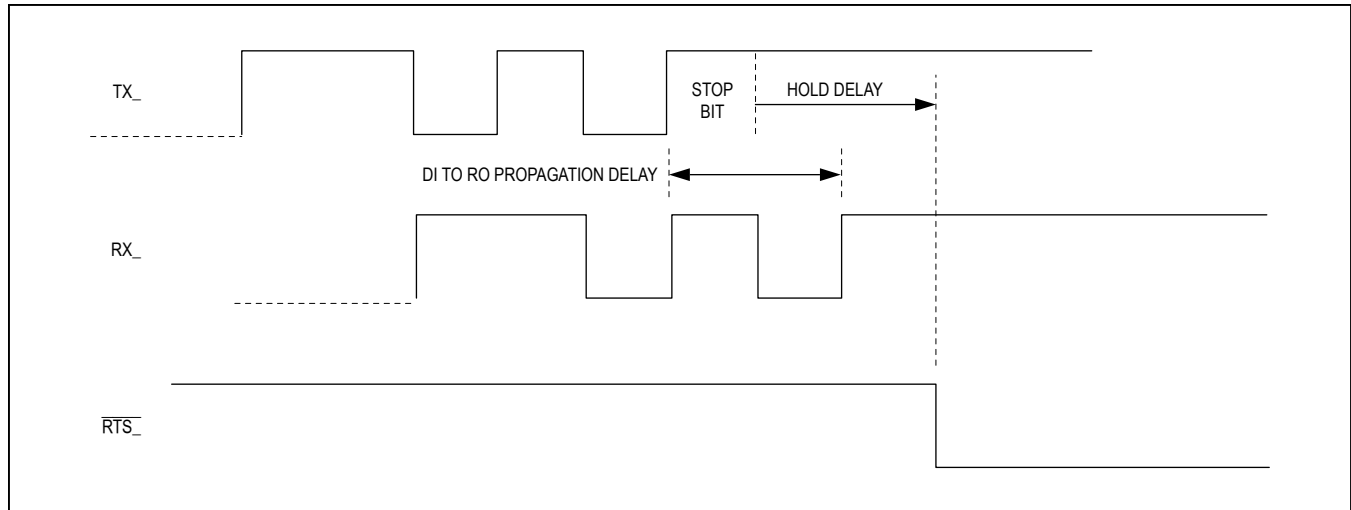 TX_
STOP
BIT
HOLD DELAY
DI TO RO PROPAGATION DELAY
RX_
RTS_